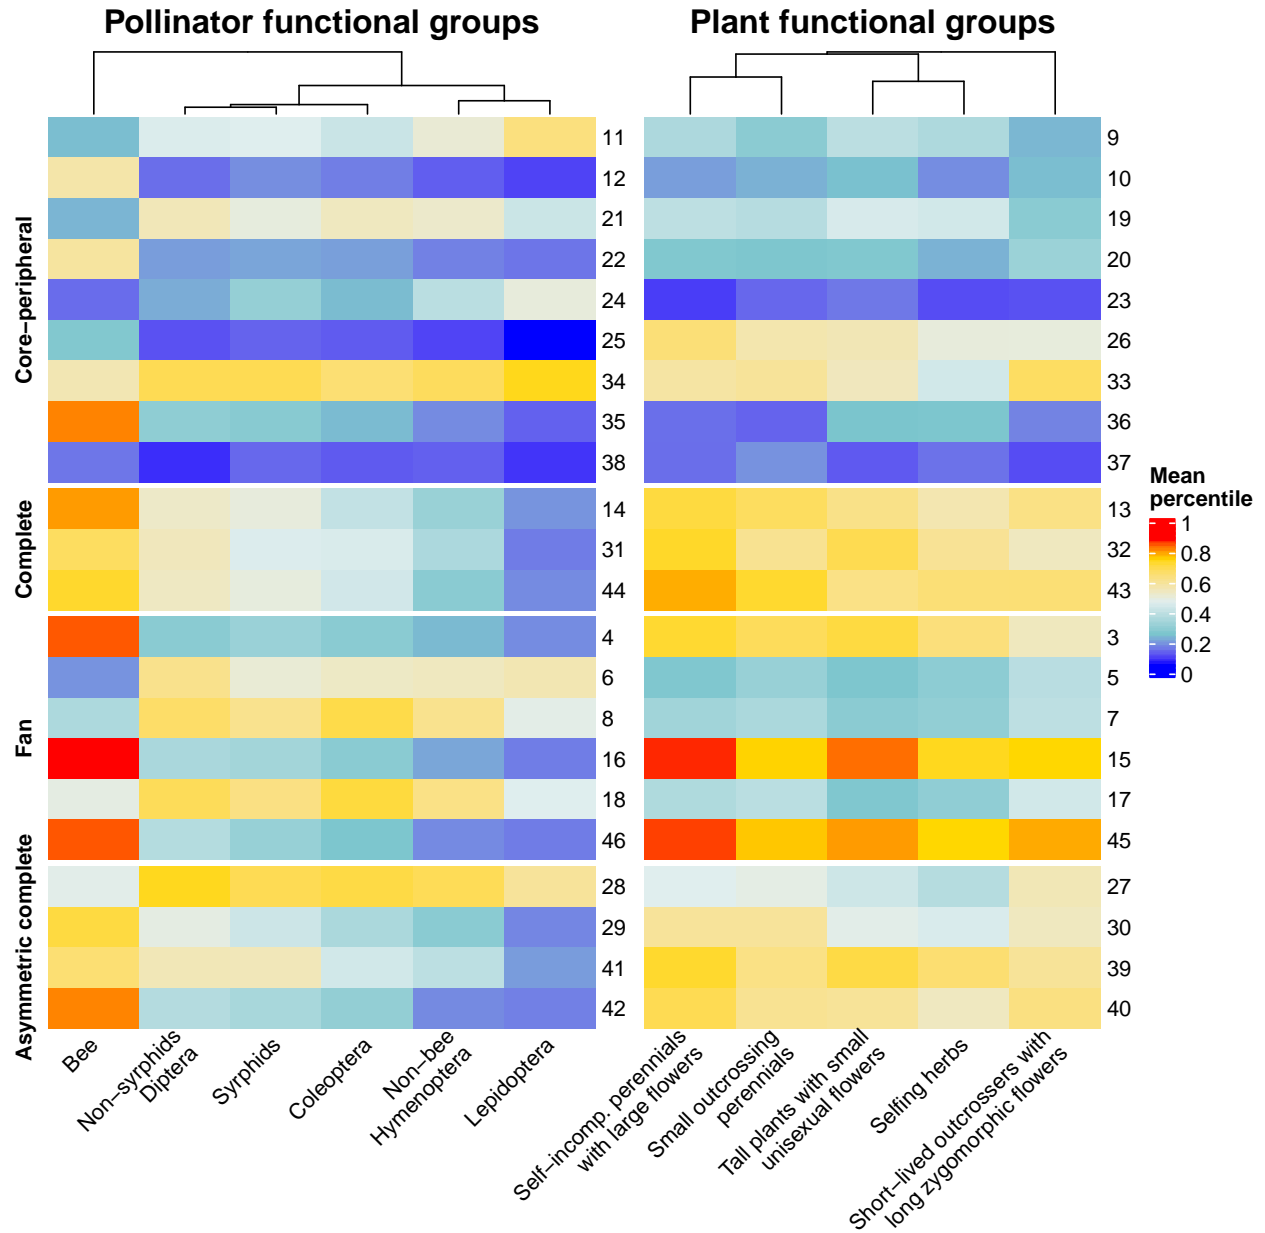 Pollinator functional groups
Plant functional groups
Core−peripheral
Complete
Fan
Asymmetric complete
11
12
21
22
24
25
34
35
38
14
31
44
4
6
8
16
18
46
28
29
41
42
9
10
19
20
23
26
33
36
37
13
32
43
3
5
7
15
17
45
27
30
39
40
Bee
Non−syrphids
Diptera
Syrphids
Coleoptera
Non−bee
Hymenoptera
Lepidoptera
Self−incomp. perennials
with large flowers
Small outcrossing
perennials
Tall plants with small
unisexual flowers
Selfing herbs
Short−lived outcrossers with
long zygomorphic flowers
Mean
percentile
1
0.8
0.6
0.4
0.2
0